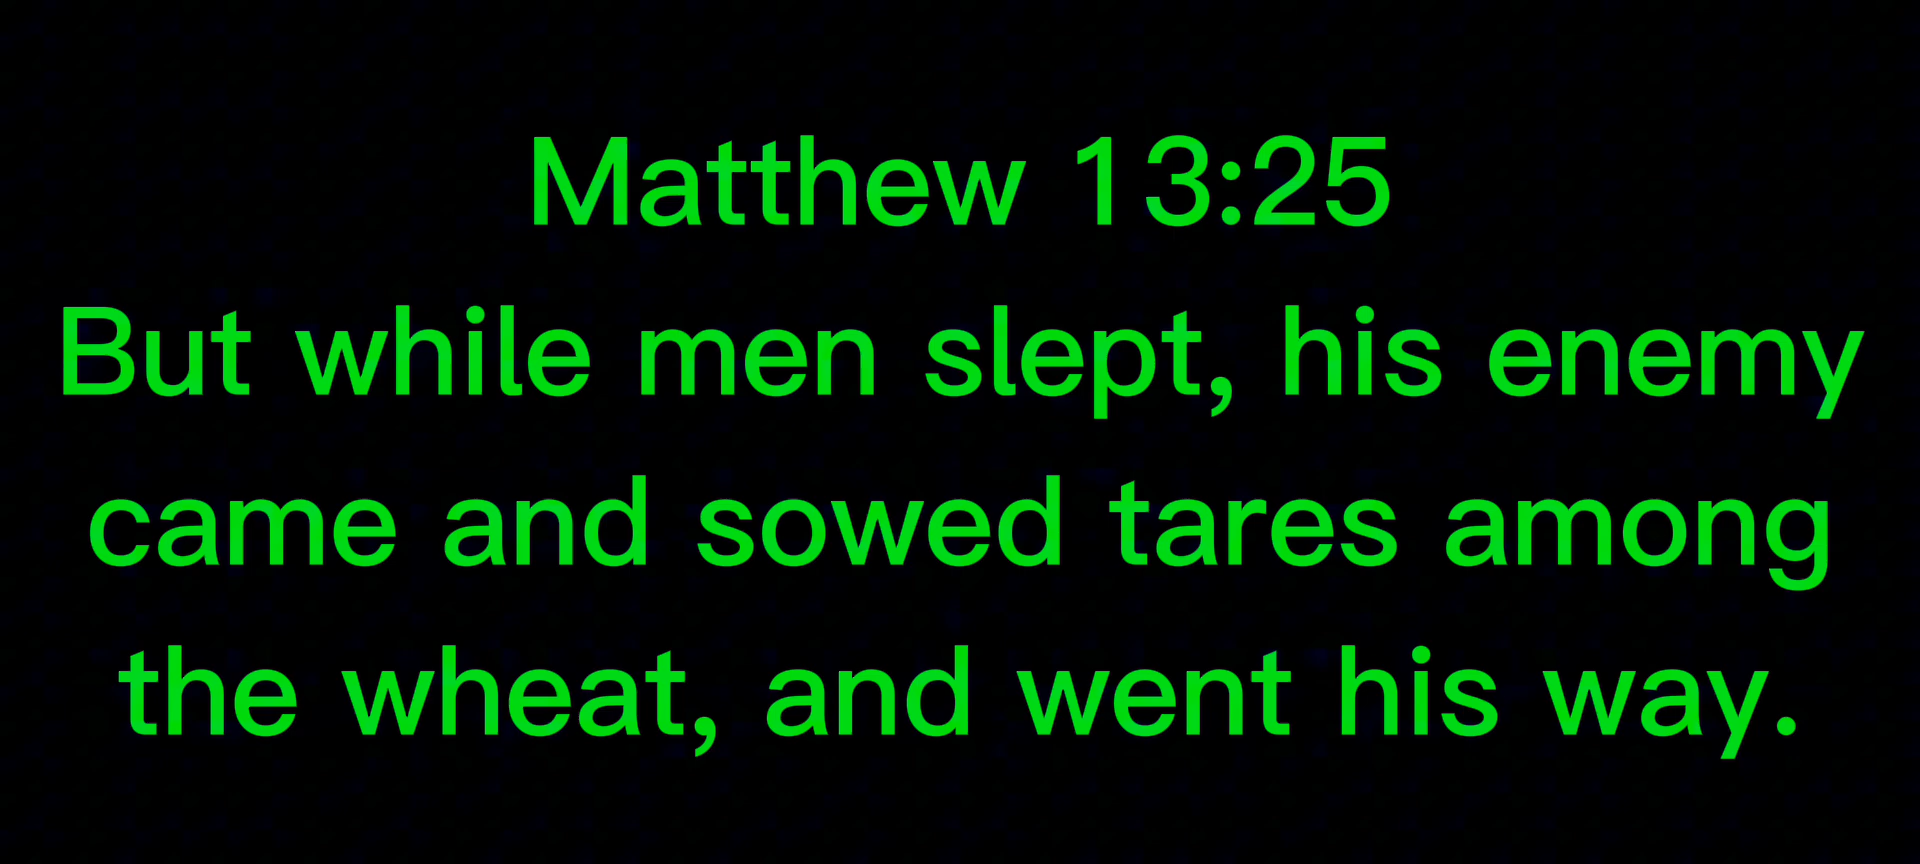 Matthew 13:25
But while men slept, his enemy
came and sowed tares among
the wheat, and went his way.